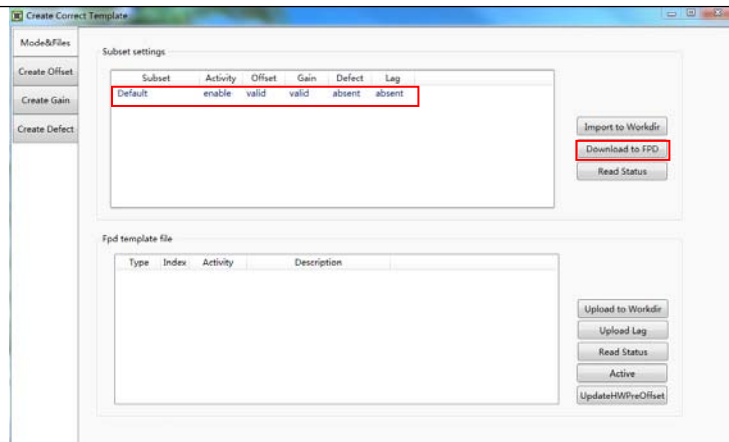 Create Correct Template
Mode&Files
Create Offset
Create Gain
Create Defect
Subset settings
Subset Activity Offset Gain Defect Lag
Default enable valid valid absent absent
Import to Workdir
Download to FPD
Read Status
Fpd template file
Type Index Activity Description
Upload to Workdir
Upload Lag
Read Status
Active
UpdateHWPreOffset